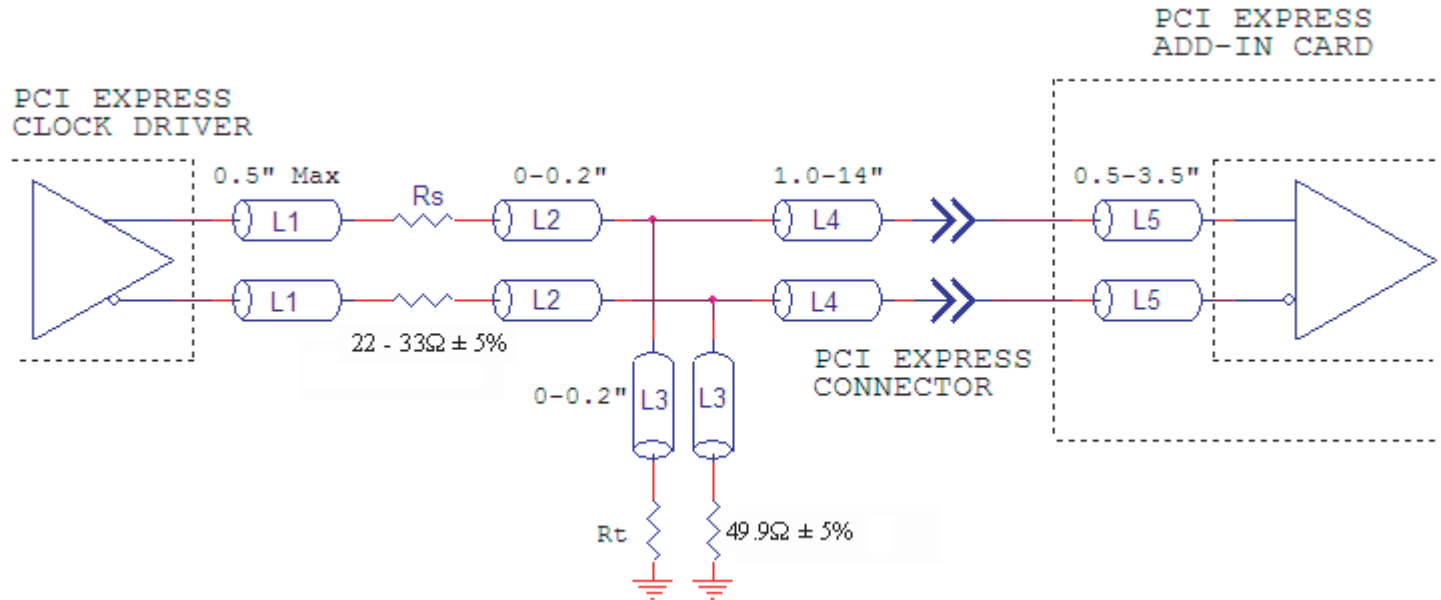 PCI EXPRESS
ADD-IN CARD
PCI EXPRESS
CLOCK DRIVER
0.5" Max
0-0.2"
1.0-14"
0.5-3.5"
Rs
L1
L2
L4
L5
L1
L2
L4
L5
22 - 33Ω ± 5%
PCI EXPRESS
CONNECTOR
0-0.2"
L3
L3
Rt
49.9Ω ± 5%